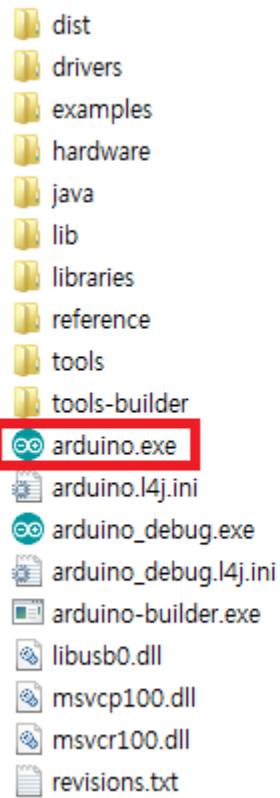 dist
drivers
examples
hardware
java
lib
libraries
reference
tools
tools-builder
arduino.exe
arduino.l4j.ini
arduino_debug.exe
arduino_debug.l4j.ini
arduino-builder.exe
libusb0.dll
msvcp100.dll
msvcr100.dll
revisions.txt